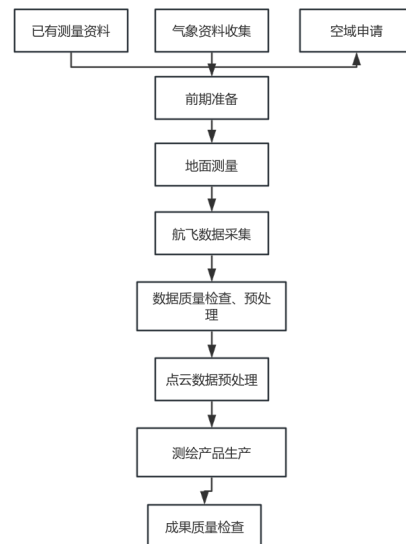 已有测量资料
气象资料收集
空域申请
前期准备
地面测量
航飞数据采集
数据质量检查、预处
理
点云数据预处理
测绘产品生产
成果质量检查